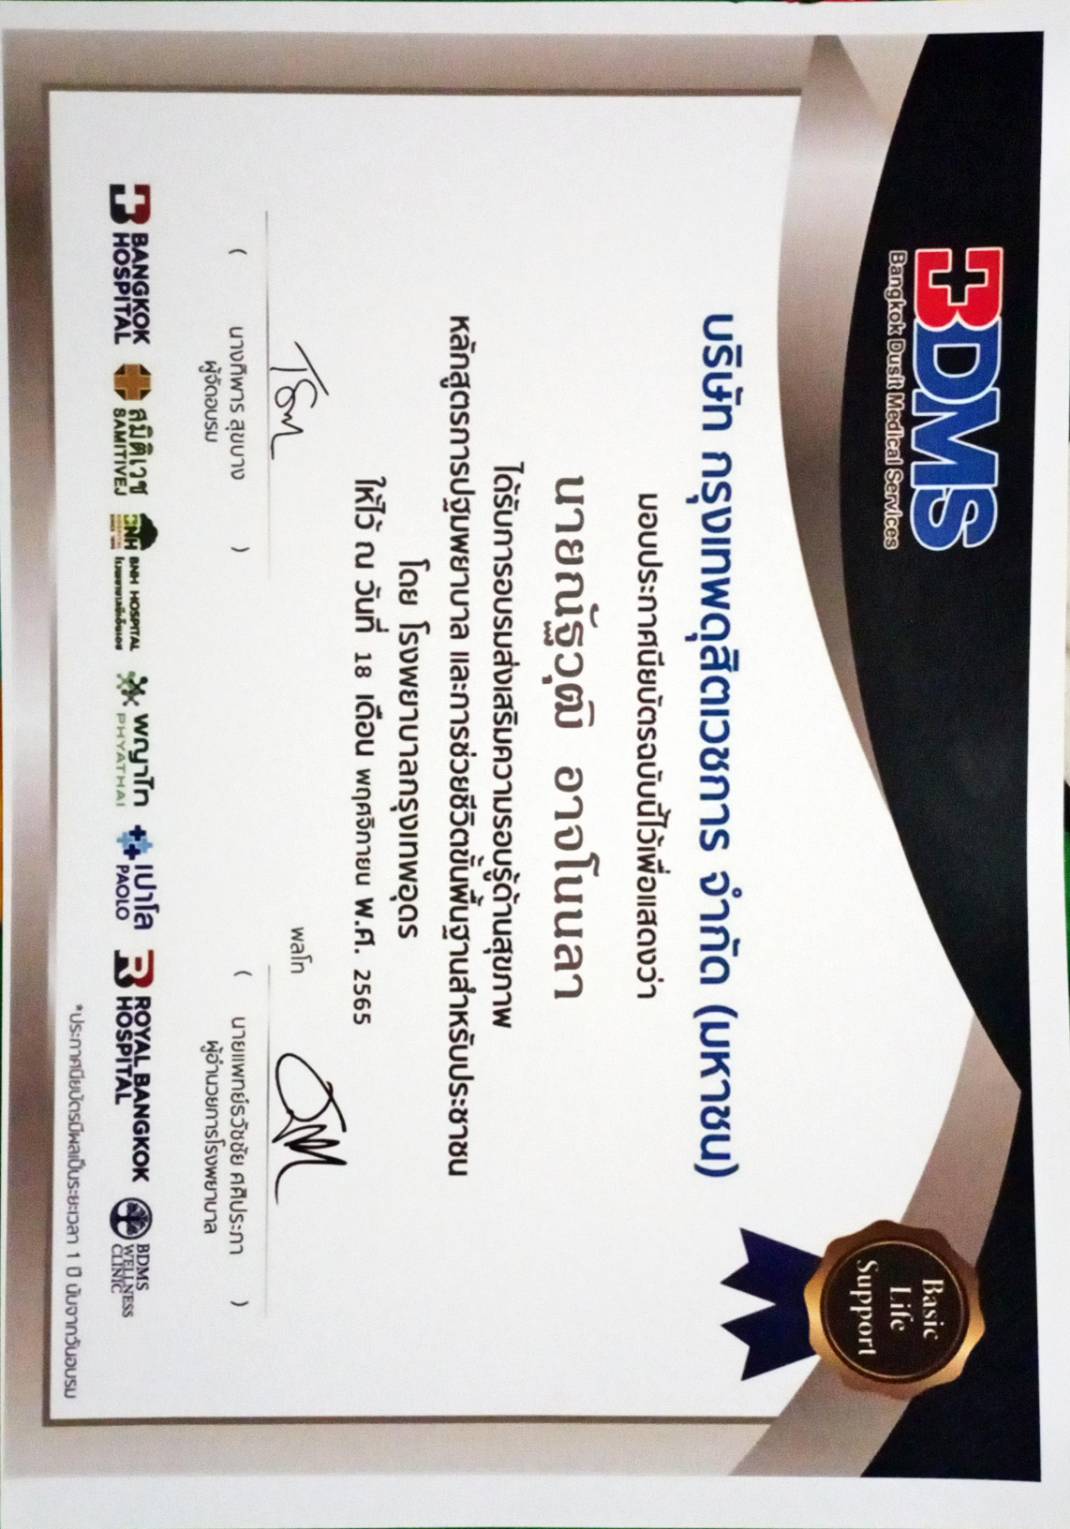 BDMS
Bangkok Dusit Medical Services
Basic
Life
Support
บริษัท กรุงเทพดุสิตเวชการ จำกัด (มหาชน)
มอบประกาศนียบัตรฉบับนี้ไว้เพื่อแสดงว่า
นายณัฐวุฒิ อาจโนนลา
ได้รับการอบรมส่งเสริมความรอบรู้ด้านสุขภาพ
หลักสูตรการปฐมพยาบาล และการช่วยชีวิตขั้นพื้นฐานสำหรับประชาชน
โดย โรงพยาบาลกรุงเทพอุดร
ให้ไว้ ณ วันที่ 18 เดือน พฤศจิกายน พ.ศ. 2565
พลโท
( นางทิพาร สุขบาง )
ผู้จัดอบรม
( นายแพทย์ธวัชชัย ศศิประภา )
ผู้อำนวยการโรงพยาบาล
BANGKOK HOSPITAL
สมิติเวช SAMITIVEJ
BNH HOSPITAL
พญาไท PHYATHAI
เปาโล PAOLO
ROYAL BANGKOK HOSPITAL
BDMS WELLNESS CLINIC
*ประกาศนียบัตรมีผลเป็นระยะเวลา 1 ปี นับจากวันอบรม